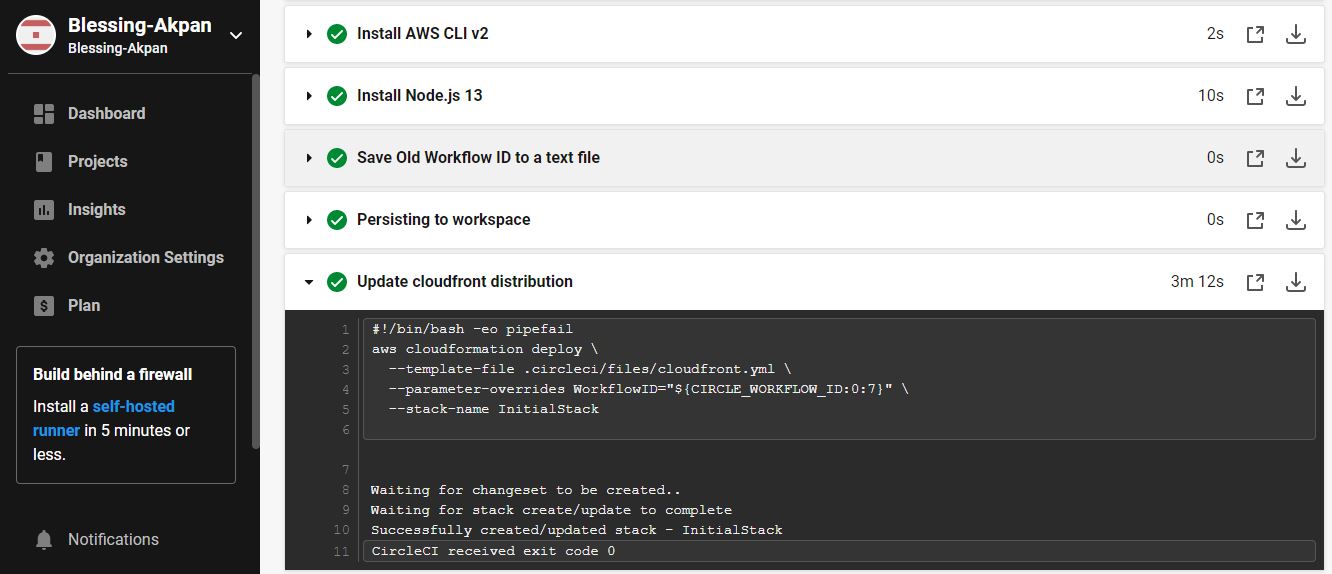 Blessing-Akpan
Blessing-Akpan
Dashboard
Projects
Insights
Organization Settings
Plan
Build behind a firewall
Install a self-hosted
runner in 5 minutes or
less.
Notifications
Install AWS CLI v2 2s
Install Node.js 13 10s
Save Old Workflow ID to a text file 0s
Persisting to workspace 0s
Update cloudfront distribution 3m 12s
1 #!/bin/bash -eo pipefail
2 aws cloudformation deploy \
3 --template-file .circleci/files/cloudfront.yml \
4 --parameter-overrides WorkflowID="${CIRCLE_WORKFLOW_ID:0:7}" \
5 --stack-name InitialStack
6
7
8 Waiting for changeset to be created..
9 Waiting for stack create/update to complete
10 Successfully created/updated stack - InitialStack
11 CircleCI received exit code 0